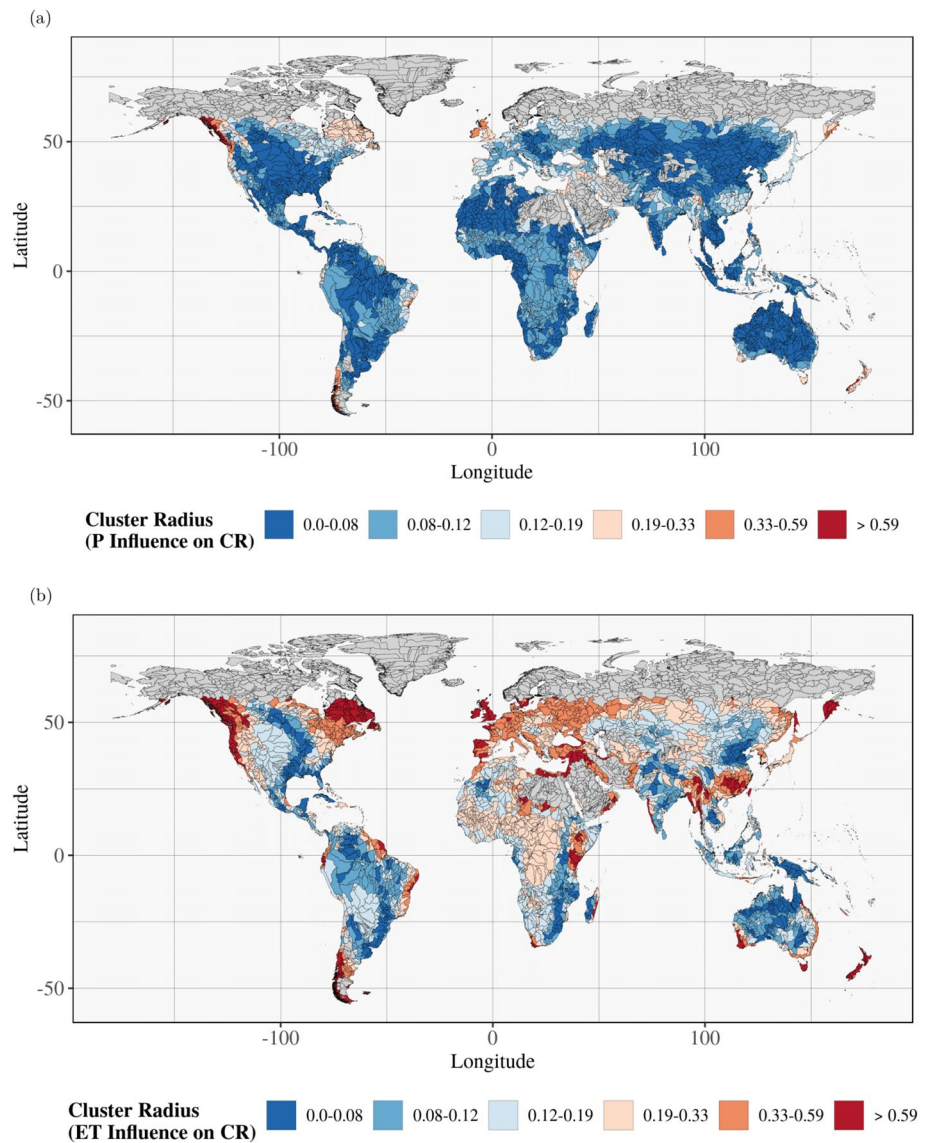 (a)
50
0
-50
Latitude
-100
0
100
Longitude
Cluster Radius
(P Influence on CR)
0.0-0.08
0.08-0.12
0.12-0.19
0.19-0.33
0.33-0.59
> 0.59
(b)
50
0
-50
Latitude
-100
0
100
Longitude
Cluster Radius
(ET Influence on CR)
0.0-0.08
0.08-0.12
0.12-0.19
0.19-0.33
0.33-0.59
> 0.59